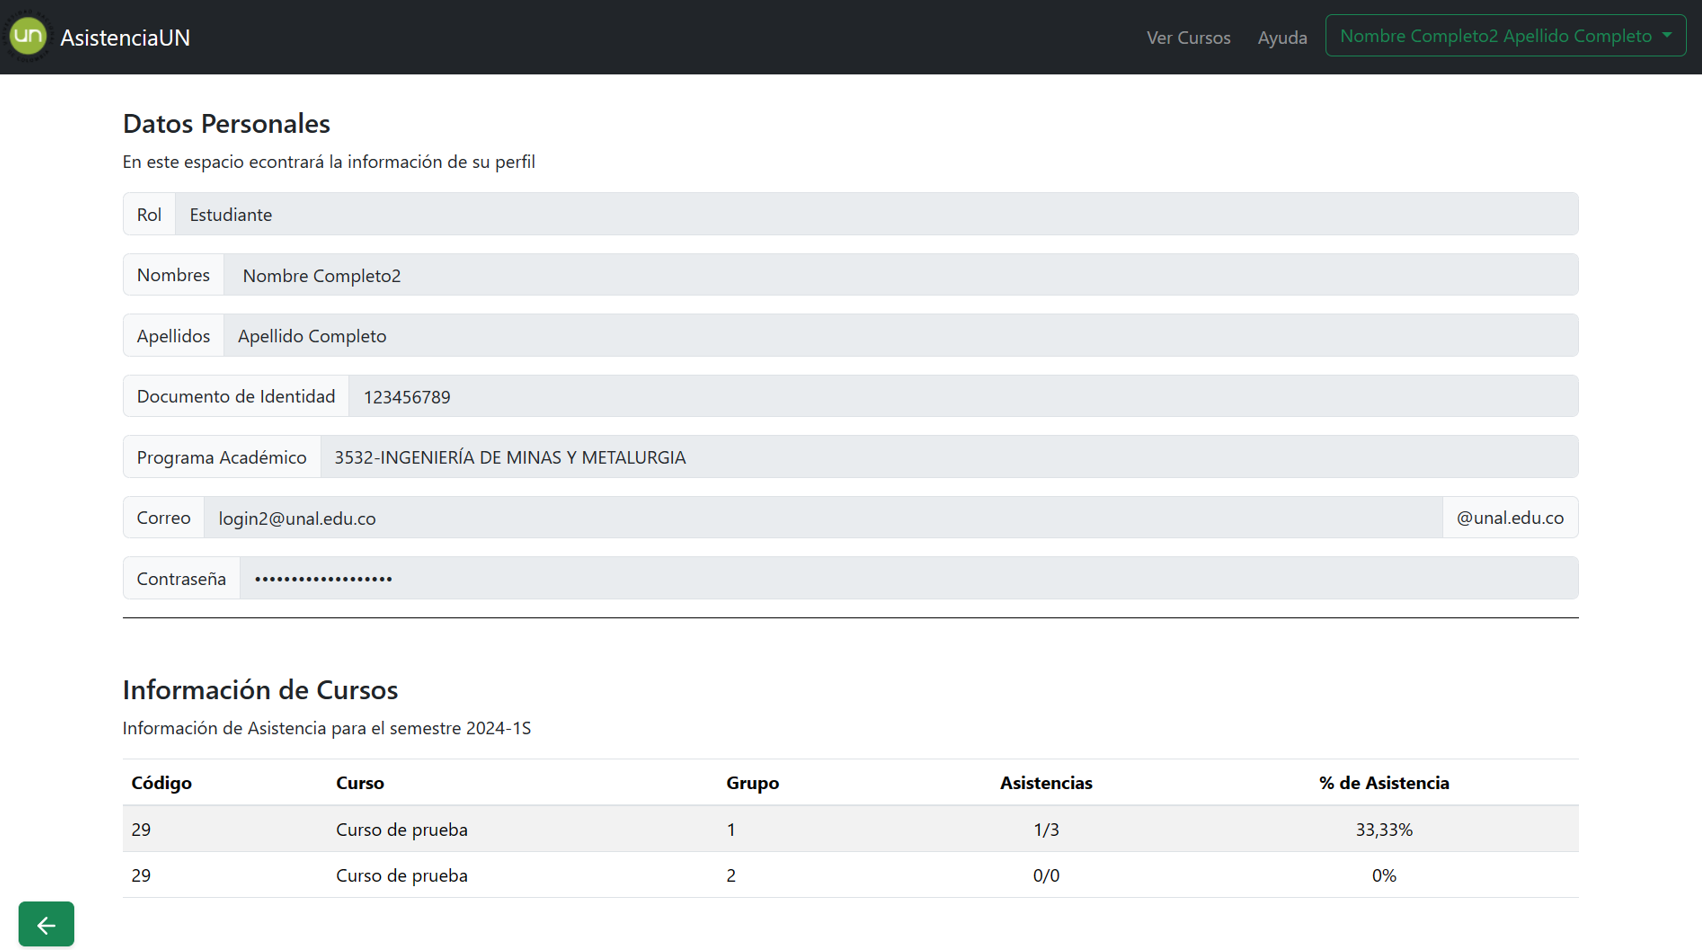 un AsistenciaUN Ver Cursos Ayuda Nombre Completo2 Apellido Completo
Datos Personales
En este espacio econtrará la información de su perfil
Rol Estudiante
Nombres Nombre Completo2
Apellidos Apellido Completo
Documento de Identidad 123456789
Programa Académico 3532-INGENIERÍA DE MINAS Y METALURGIA
Correo login2@unal.edu.co @unal.edu.co
Contraseña •••••••••••••••••••
Información de Cursos
Información de Asistencia para el semestre 2024-1S
Código Curso Grupo Asistencias % de Asistencia
29 Curso de prueba 1 1/3 33,33%
29 Curso de prueba 2 0/0 0%